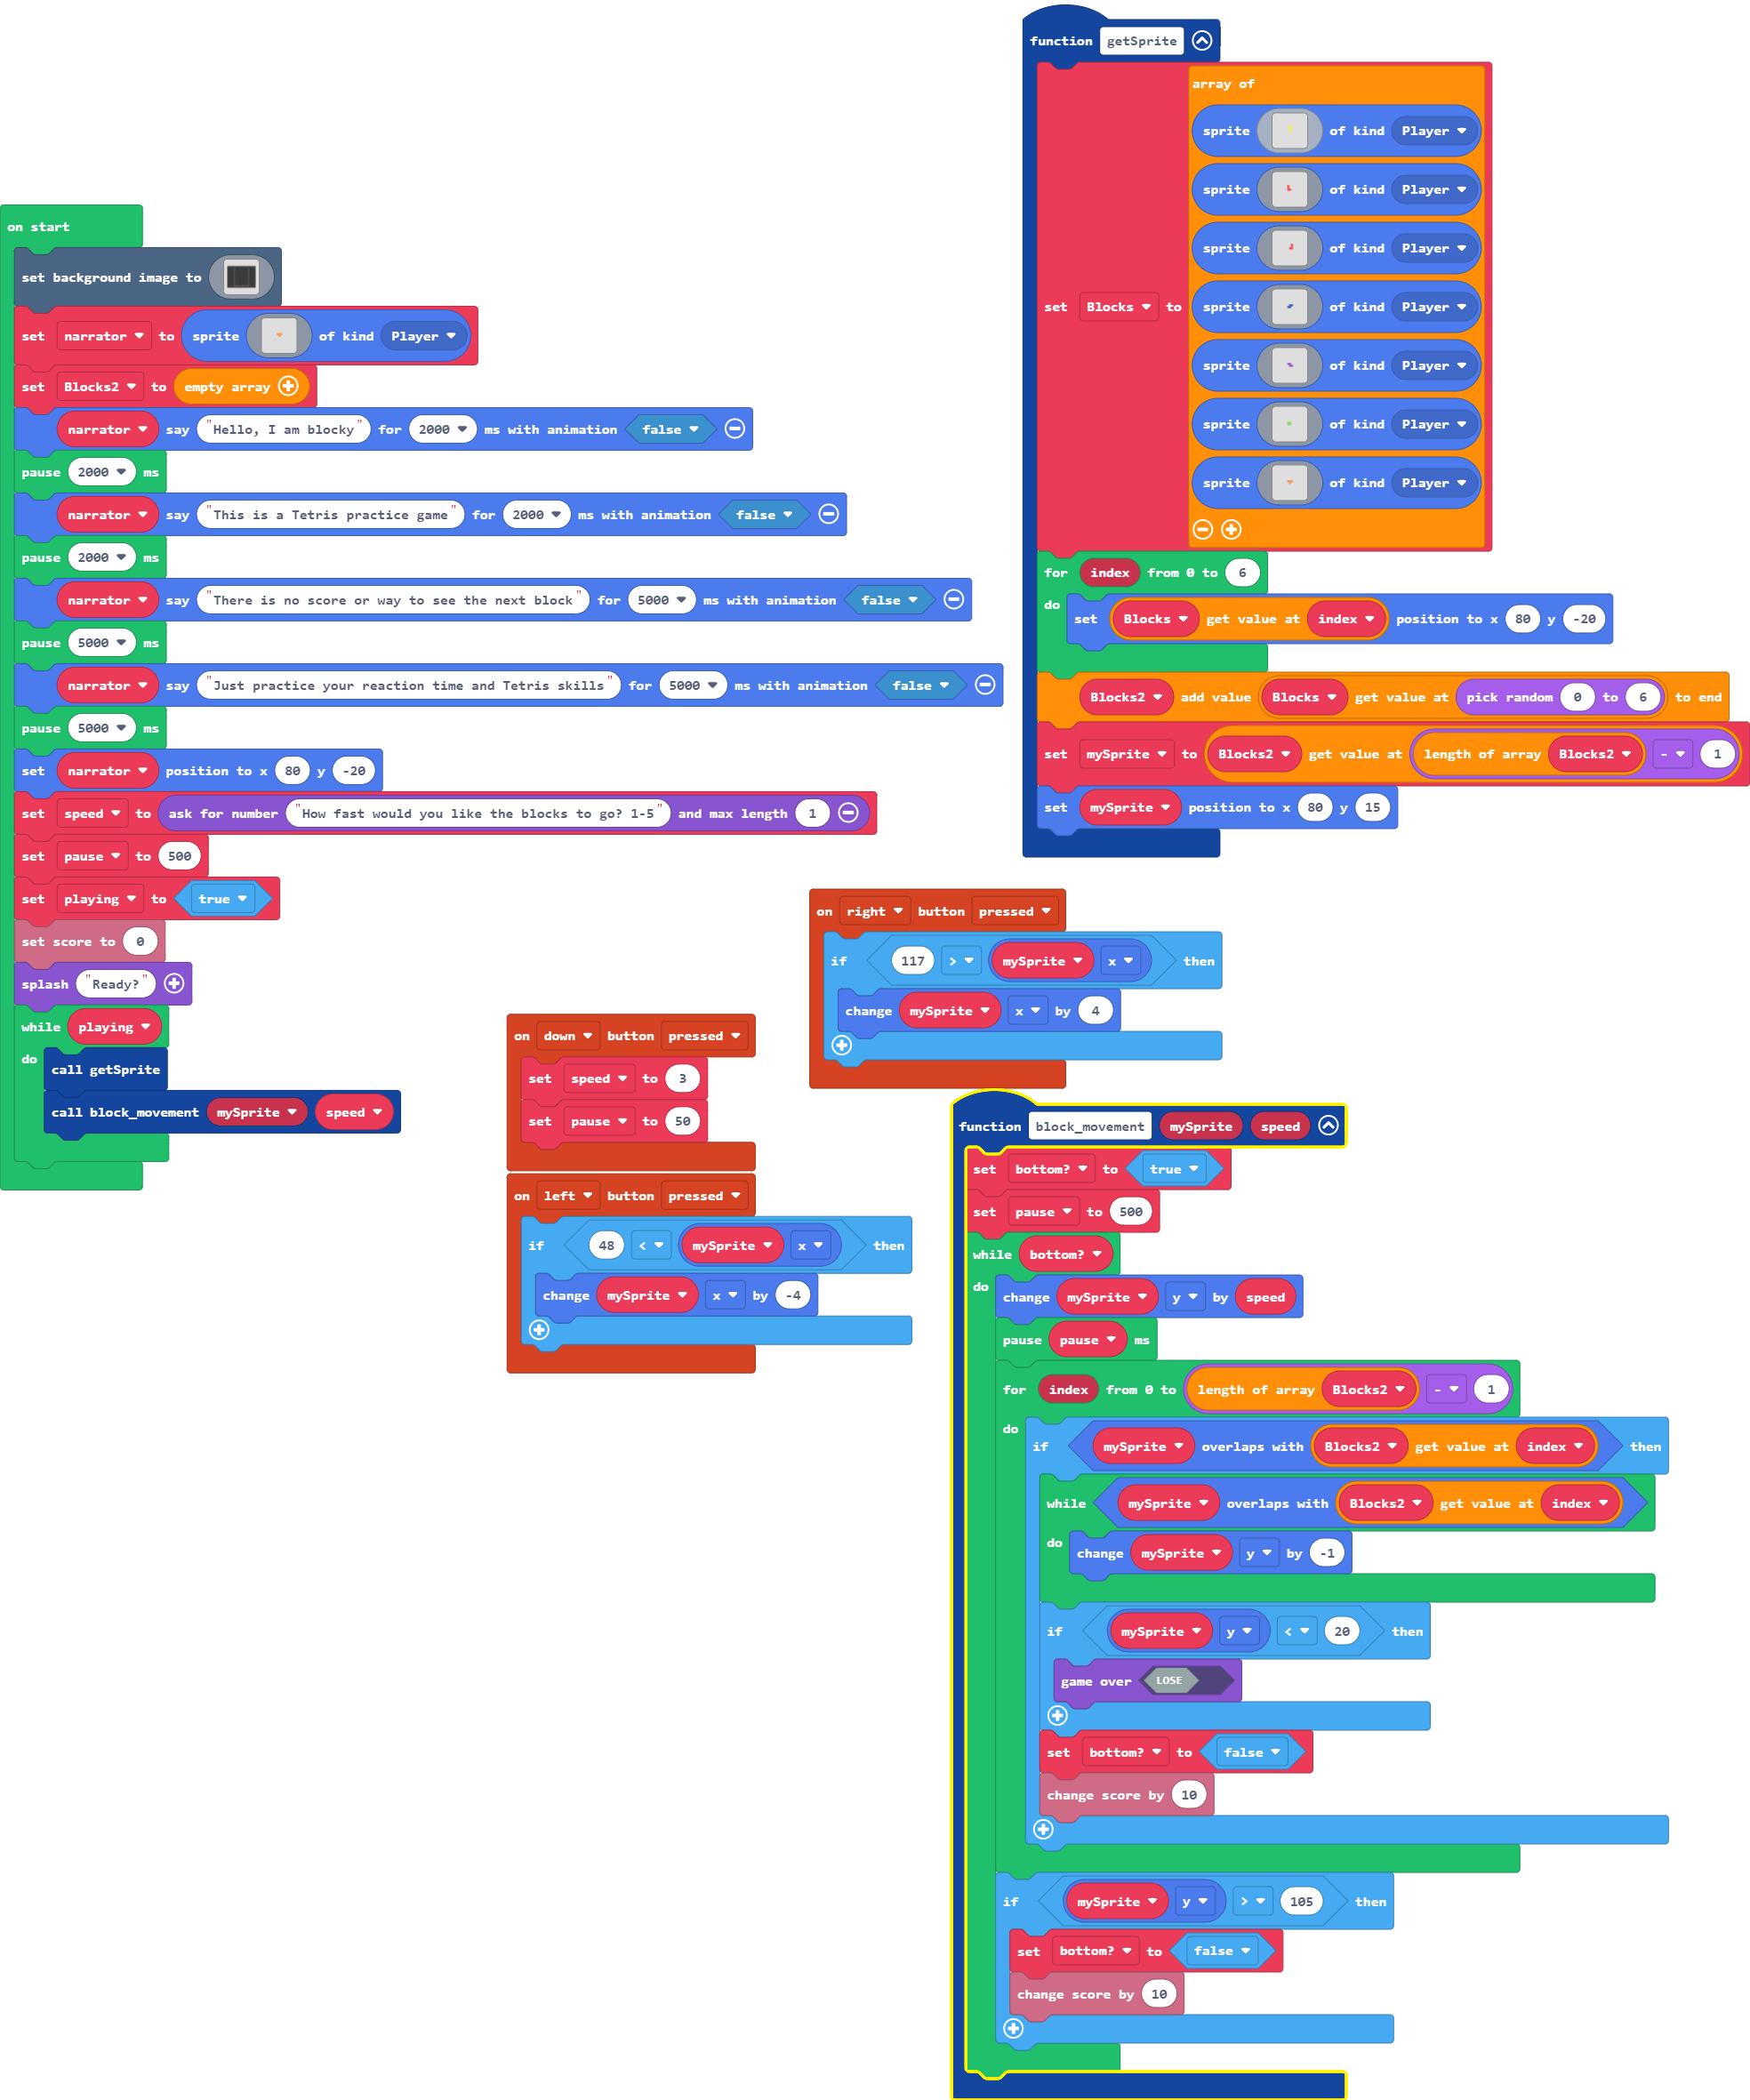 on start
set background image to
set narrator to sprite of kind Player
set Blocks2 to empty array
narrator say "Hello, I am blocky" for 2000 ms with animation false
pause 2000 ms
narrator say "This is a Tetris practice game" for 2000 ms with animation false
pause 2000 ms
narrator say "There is no score or way to see the next block" for 5000 ms with animation false
pause 5000 ms
narrator say "Just practice your reaction time and Tetris skills" for 5000 ms with animation false
pause 5000 ms
set narrator position to x 80 y -20
set speed to ask for number "How fast would you like the blocks to go? 1-5" and max length 1
set pause to 500
set playing to true
set score to 0
splash "Ready?"
while playing
do
call getSprite
call block_movement mySprite speed
function getSprite
array of
sprite of kind Player
sprite of kind Player
sprite of kind Player
set Blocks to sprite of kind Player
sprite of kind Player
sprite of kind Player
sprite of kind Player
for index from 0 to 6
do
set Blocks get value at index position to x 80 y -20
Blocks2 add value Blocks get value at pick random 0 to 6 to end
set mySprite to Blocks2 get value at length of array Blocks2 - 1
set mySprite position to x 80 y 15
on right button pressed
if 117 > mySprite x then
change mySprite x by 4
on down button pressed
set speed to 3
set pause to 50
on left button pressed
if 48 < mySprite x then
change mySprite x by -4
function block_movement mySprite speed
set bottom? to true
set pause to 500
while bottom?
do
change mySprite y by speed
pause pause ms
for index from 0 to length of array Blocks2 - 1
do
if mySprite overlaps with Blocks2 get value at index then
while mySprite overlaps with Blocks2 get value at index
do
change mySprite y by -1
if mySprite y < 20 then
game over LOSE
set bottom? to false
change score by 10
if mySprite y > 105 then
set bottom? to false
change score by 10